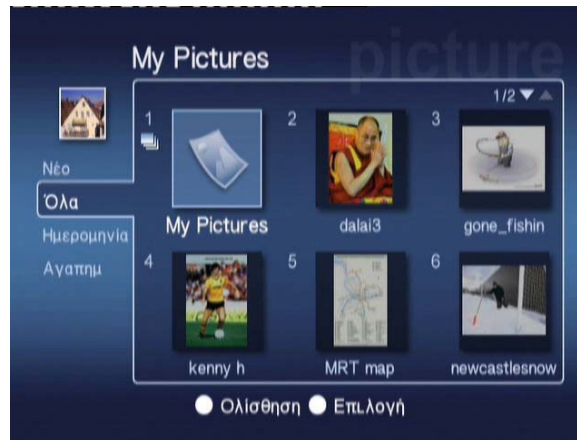 My Pictures
picture
1/2
1
2
3
My Pictures
dalai3
gone_fishin
Νέο
Όλα
Ημερομηνία
Αγαπημ
4
5
6
kenny h
MRT map
newcastlesnow
Ολίσθηση Επιλογή